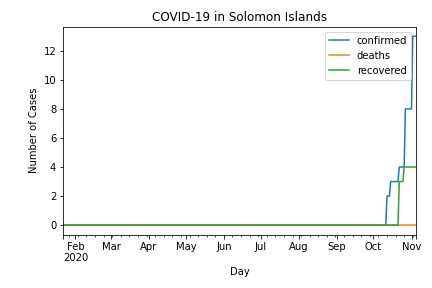 COVID-19 in Solomon Islands
confirmed
deaths
recovered
Number of Cases
12
10
8
6
4
2
0
Feb Mar Apr May Jun Jul Aug Sep Oct Nov
2020
Day